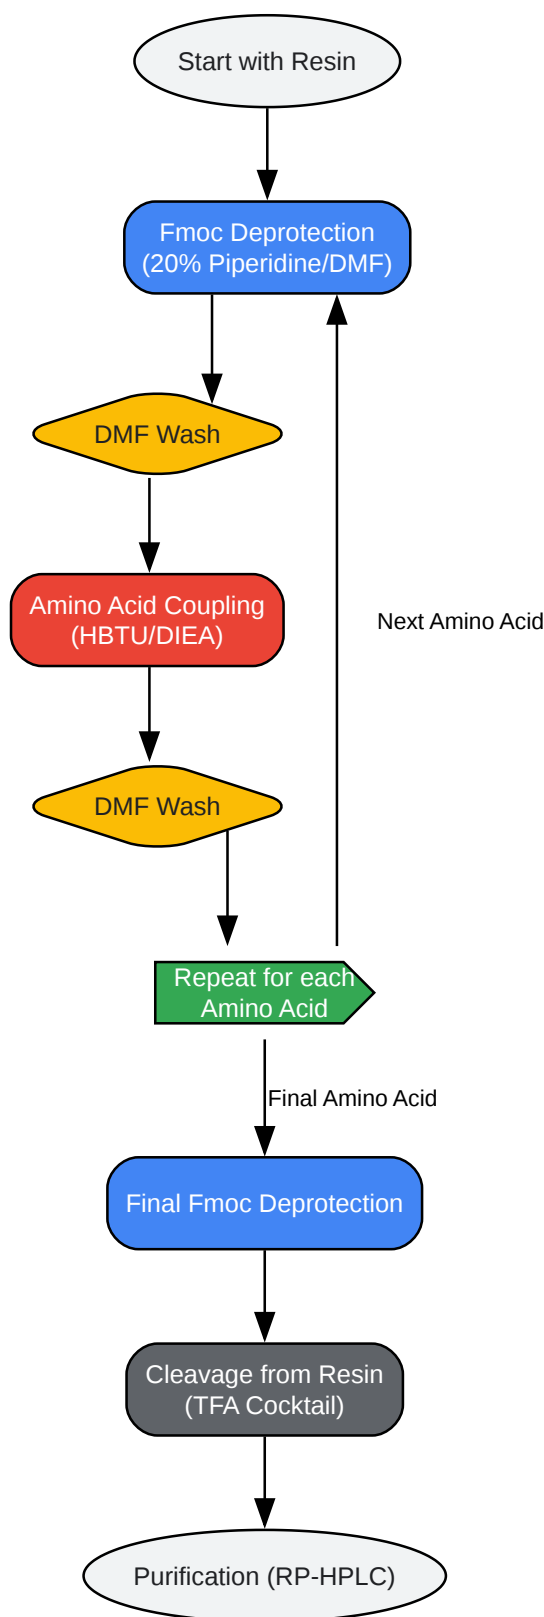 Start with Resin
Fmoc Deprotection
(20% Piperidine/DMF)
DMF Wash
Amino Acid Coupling
(HBTU/DIEA)
Next Amino Acid
DMF Wash
Repeat for each
Amino Acid
Final Amino Acid
Final Fmoc Deprotection
Cleavage from Resin
(TFA Cocktail)
Purification (RP-HPLC)